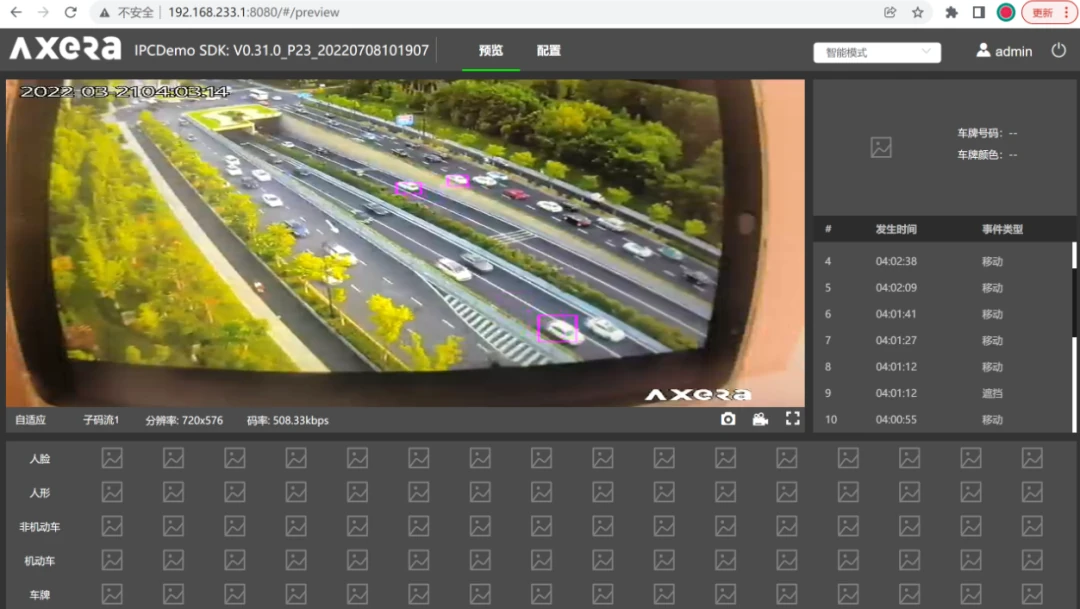 不安全 192.168.233.1:8080/#/preview 更新
AXERA IPCDemo SDK: V0.31.0_P23_20220708101907 预览 配置 智能模式 admin
2022-03-21 04:03:14
车牌号码: --
车牌颜色: --
# 发生时间 事件类型
4 04:02:38 移动
5 04:02:09 移动
6 04:01:41 移动
7 04:01:27 移动
8 04:01:12 移动
9 04:01:12 遮挡
10 04:00:55 移动
AXERA
自适应 子码流1 分辨率: 720x576 码率: 508.33kbps
人脸
人形
非机动车
机动车
车牌